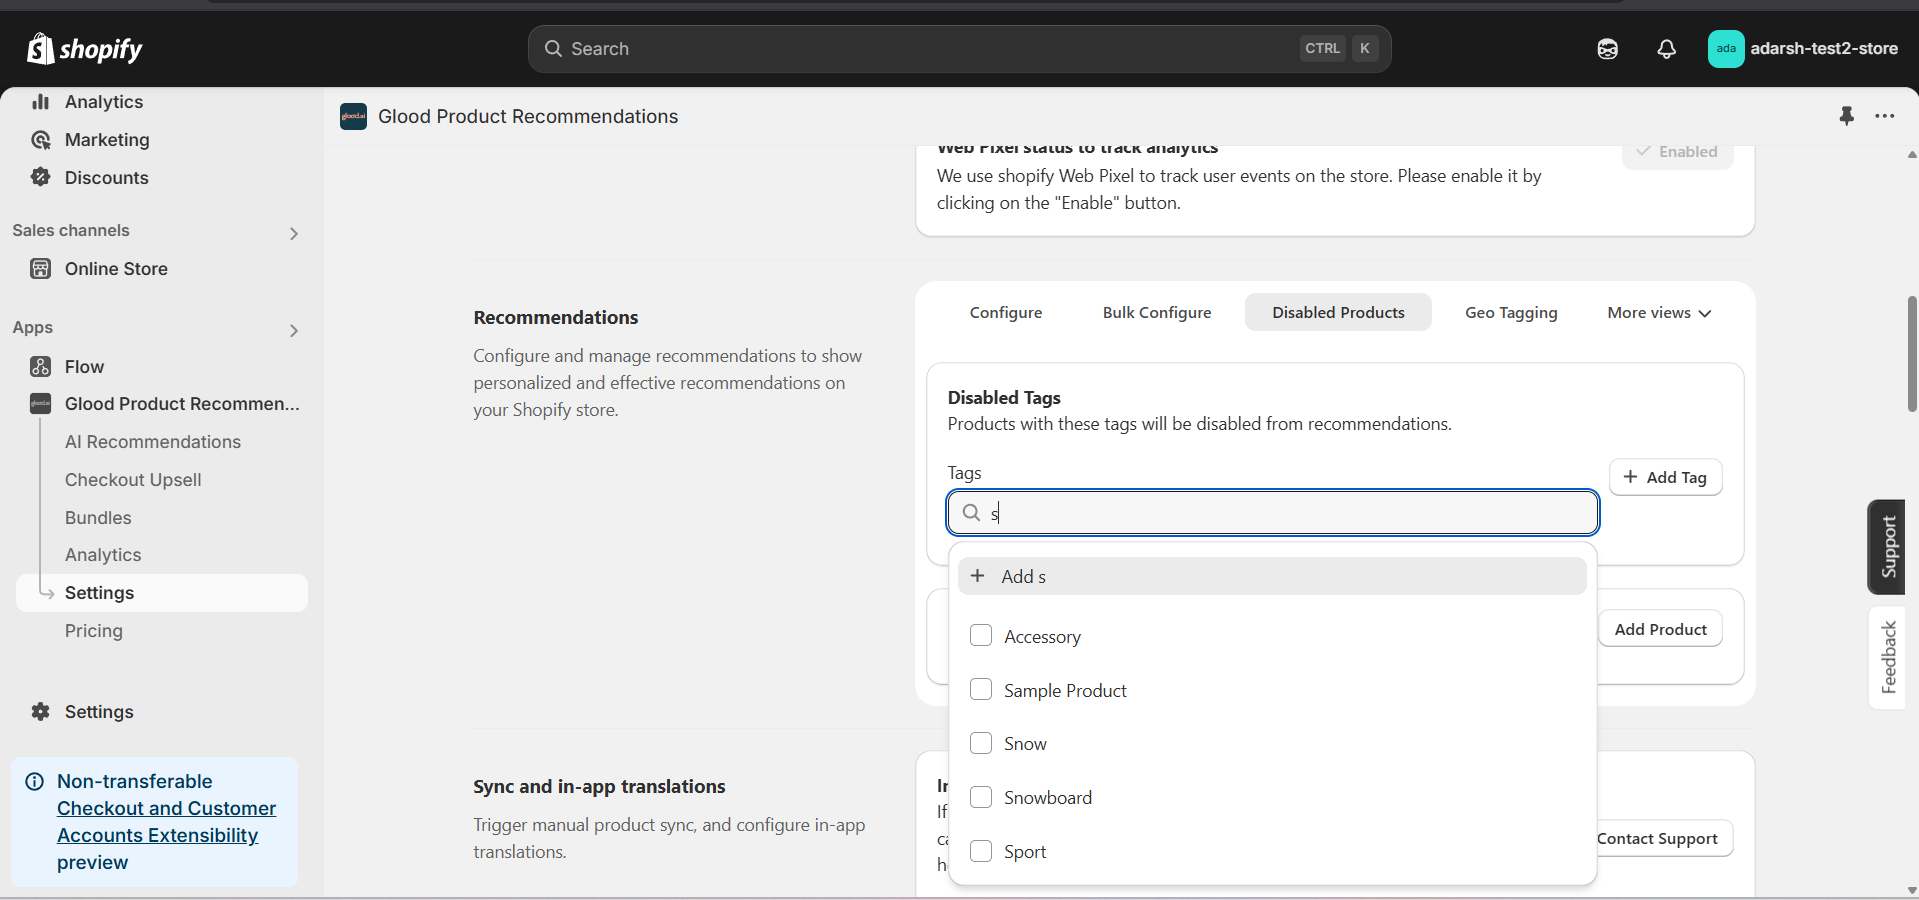 shopify
Search
CTRL K
ada
adarsh-test2-store
Analytics
Marketing
Discounts
Sales channels
Online Store
Apps
Flow
Glood Product Recommen...
AI Recommendations
Checkout Upsell
Bundles
Analytics
Settings
Pricing
Settings
Non-transferable
Checkout and Customer
Accounts Extensibility
preview
glood.ai
Glood Product Recommendations
Web Pixel status to track analytics
Enabled
We use shopify Web Pixel to track user events on the store. Please enable it by
clicking on the "Enable" button.
Recommendations
Configure and manage recommendations to show
personalized and effective recommendations on
your Shopify store.
Configure
Bulk Configure
Disabled Products
Geo Tagging
More views
Disabled Tags
Products with these tags will be disabled from recommendations.
Tags
+ Add Tag
s
+ Add s
Accessory
Sample Product
Snow
Snowboard
Sport
Add Product
Sync and in-app translations
Trigger manual product sync, and configure in-app
translations.
If
Contact Support
Support
Feedback